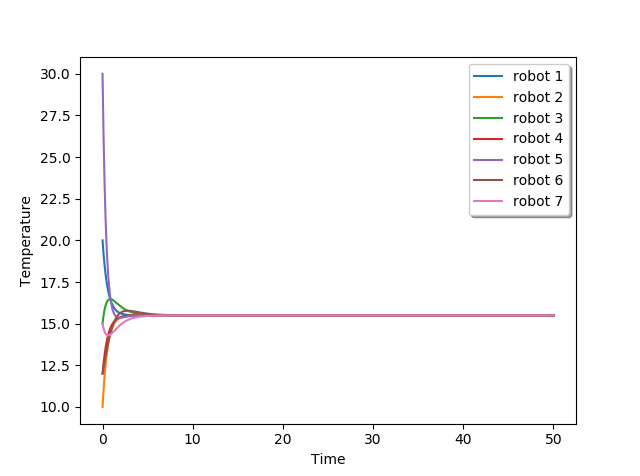 30.0
27.5
25.0
22.5
20.0
17.5
15.0
12.5
10.0
Temperature
robot 1
robot 2
robot 3
robot 4
robot 5
robot 6
robot 7
0 10 20 30 40 50
Time